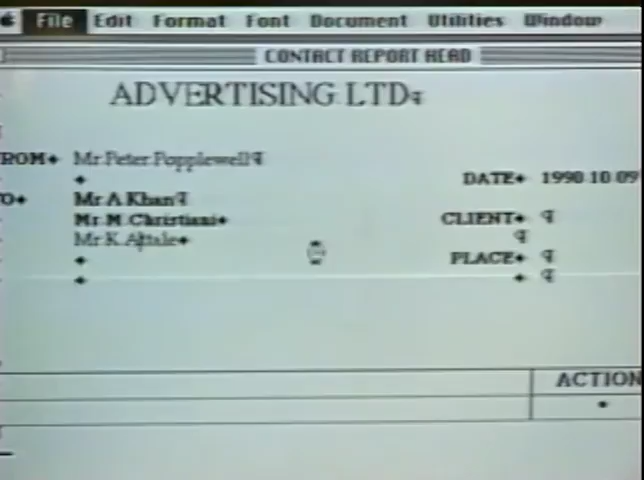 File Edit Format Font Document Utilities Window
CONTACT REPORT HEAD
ADVERTISING LTD
ROM Mr Peter Popplewell
DATE 1990 10 09
O Mr A Khan
Mr M Christiani CLIENT
Mr K
PLACE
ACTION